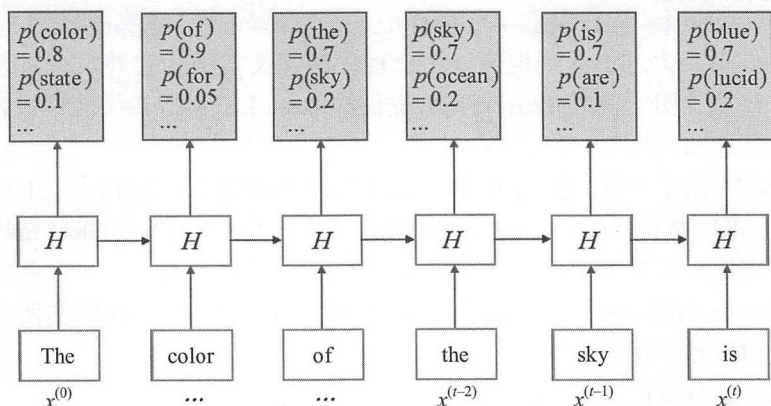 p(color)
=0.8
p(state)
=0.1
...
p(of)
=0.9
p(for)
=0.05
...
p(the)
=0.7
p(sky)
=0.2
...
p(sky)
=0.7
p(ocean)
=0.2
...
p(is)
=0.7
p(are)
=0.1
...
p(blue)
=0.7
p(lucid)
=0.2
...
H H H H H H
The color of the sky is
x^(0) ... ... x^(t−2) x^(t−1) x^(t)